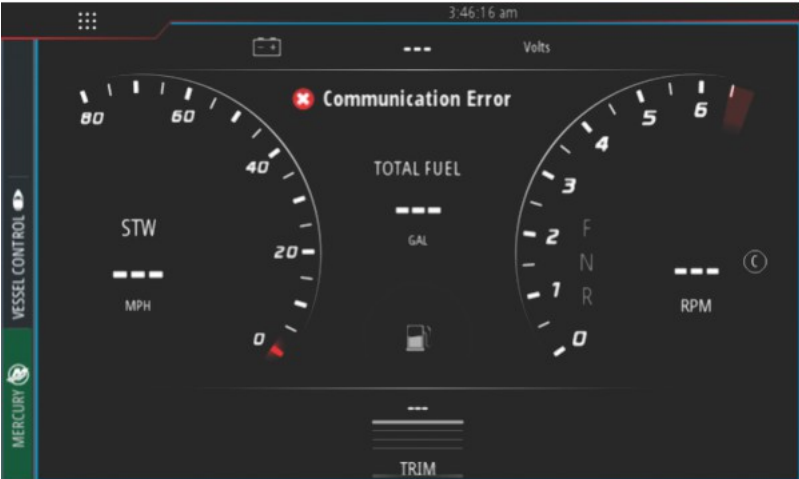 3:46:16 am
--- Volts
Communication Error
80 60 40 20 0
STW
---
MPH
TOTAL FUEL
---
GAL
6 5 4 3 2 1 0
F
N
R
---
RPM
C
VESSEL CONTROL
MERCURY
---
TRIM